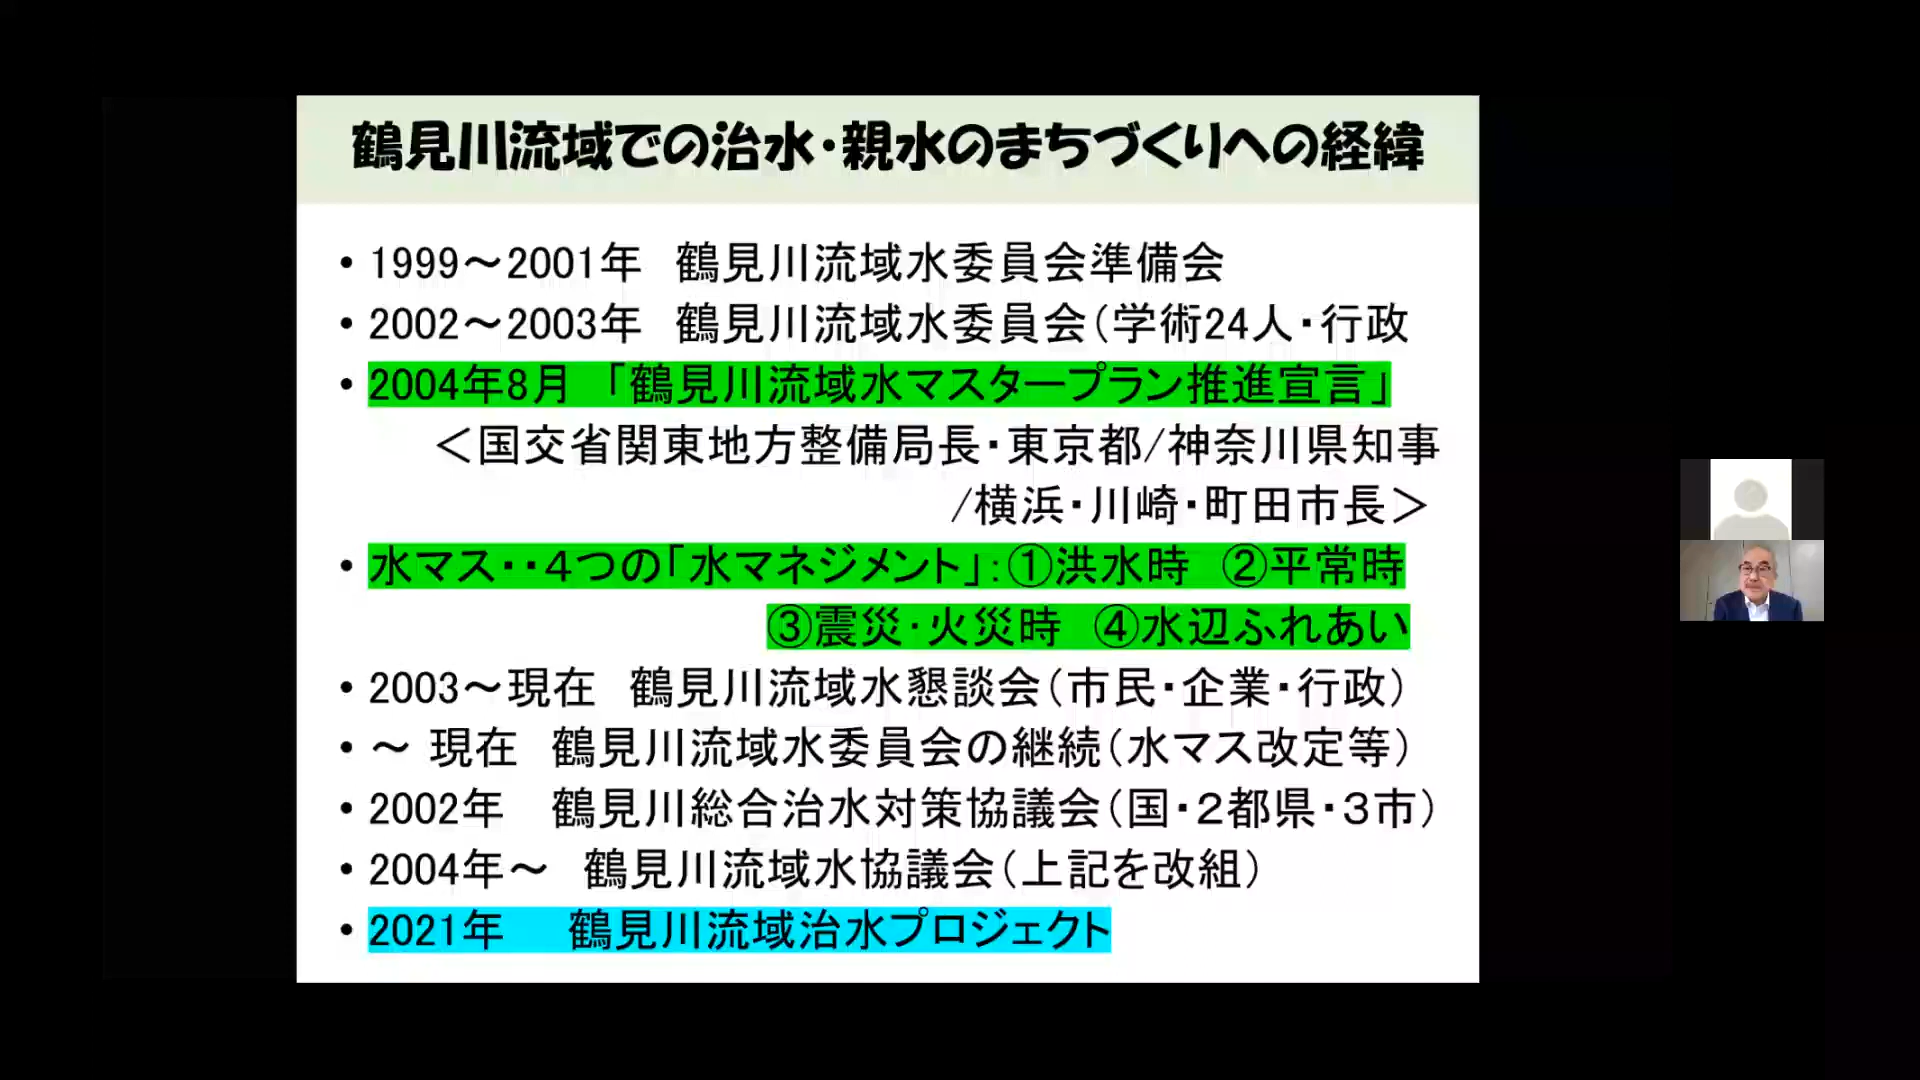 鶴見川流域での治水・親水のまちづくりへの経緯
• 1999～2001年　鶴見川流域水委員会準備会
• 2002～2003年　鶴見川流域水委員会（学術24人・行政
• 2004年8月　「鶴見川流域水マスタープラン推進宣言」
＜国交省関東地方整備局長・東京都/神奈川県知事
/横浜・川崎・町田市長＞
• 水マス・・４つの「水マネジメント」：①洪水時　②平常時
③震災・火災時　④水辺ふれあい
• 2003～現在　鶴見川流域水懇談会（市民・企業・行政）
• ～ 現在　鶴見川流域水委員会の継続（水マス改定等）
• 2002年　鶴見川総合治水対策協議会（国・２都県・３市）
• 2004年～　鶴見川流域水協議会（上記を改組）
• 2021年　鶴見川流域治水プロジェクト